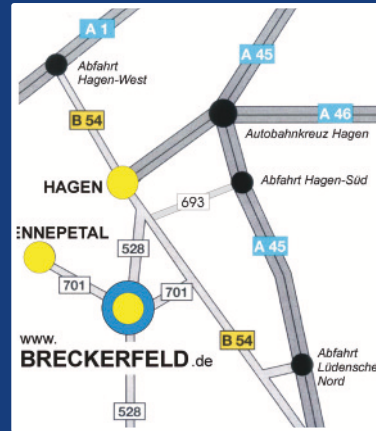 A 1
A 45
Abfahrt
Hagen-West
A 46
B 54
Autobahnkreuz Hagen
HAGEN
Abfahrt Hagen-Süd
693
ENNEPETAL
528
A 45
701
701
www.
BRECKERFELD.de
B 54
Abfahrt
Lüdensche
Nord
528